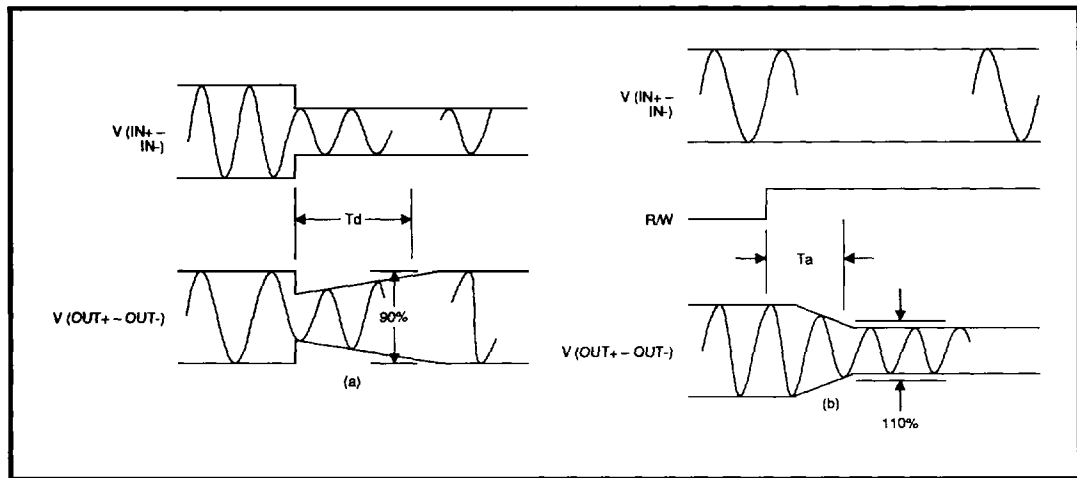 V (IN+ –
IN-)
Td
V (OUT+ – OUT-)
90%
(a)
V (IN+ –
IN-)
R/W
Ta
V (OUT+ – OUT-)
(b)
110%